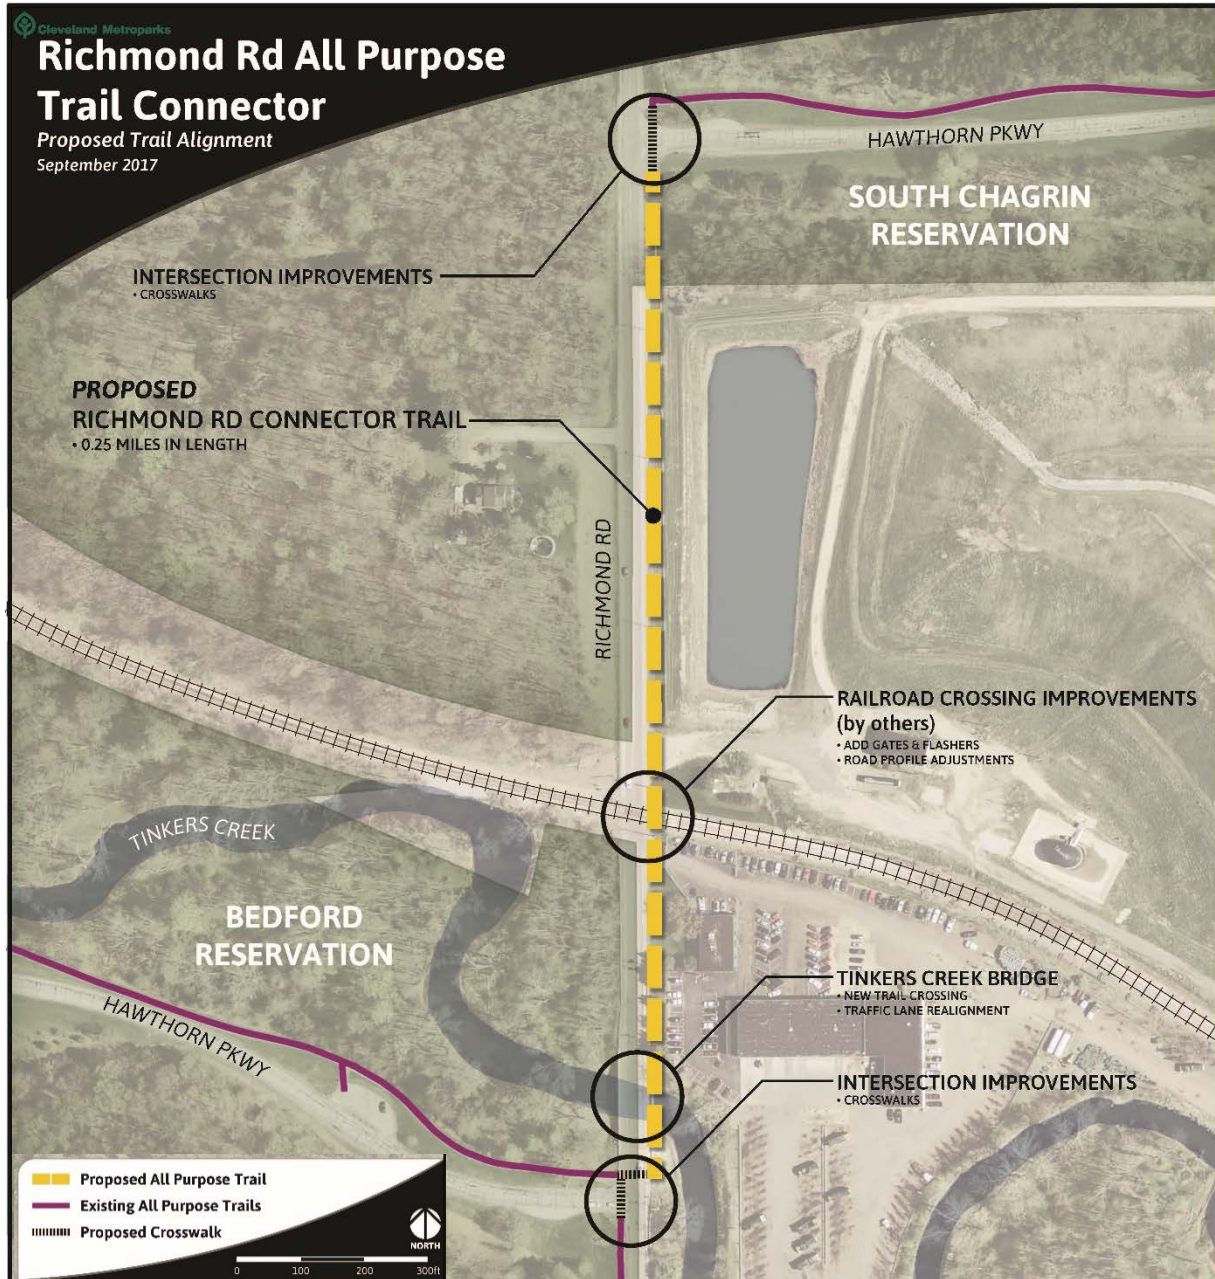 Cleveland Metroparks
Richmond Rd All Purpose
Trail Connector
Proposed Trail Alignment
September 2017
HAWTHORN PKWY
SOUTH CHAGRIN
RESERVATION
INTERSECTION IMPROVEMENTS
• CROSSWALKS
PROPOSED
RICHMOND RD CONNECTOR TRAIL
• 0.25 MILES IN LENGTH
RICHMOND RD
RAILROAD CROSSING IMPROVEMENTS
(by others)
• ADD GATES & FLASHERS
• ROAD PROFILE ADJUSTMENTS
TINKERS CREEK
BEDFORD
RESERVATION
HAWTHORN PKWY
TINKERS CREEK BRIDGE
• NEW TRAIL CROSSING
• TRAFFIC LANE REALIGNMENT
INTERSECTION IMPROVEMENTS
• CROSSWALKS
Proposed All Purpose Trail
Existing All Purpose Trails
Proposed Crosswalk
NORTH
0 100 200 300ft